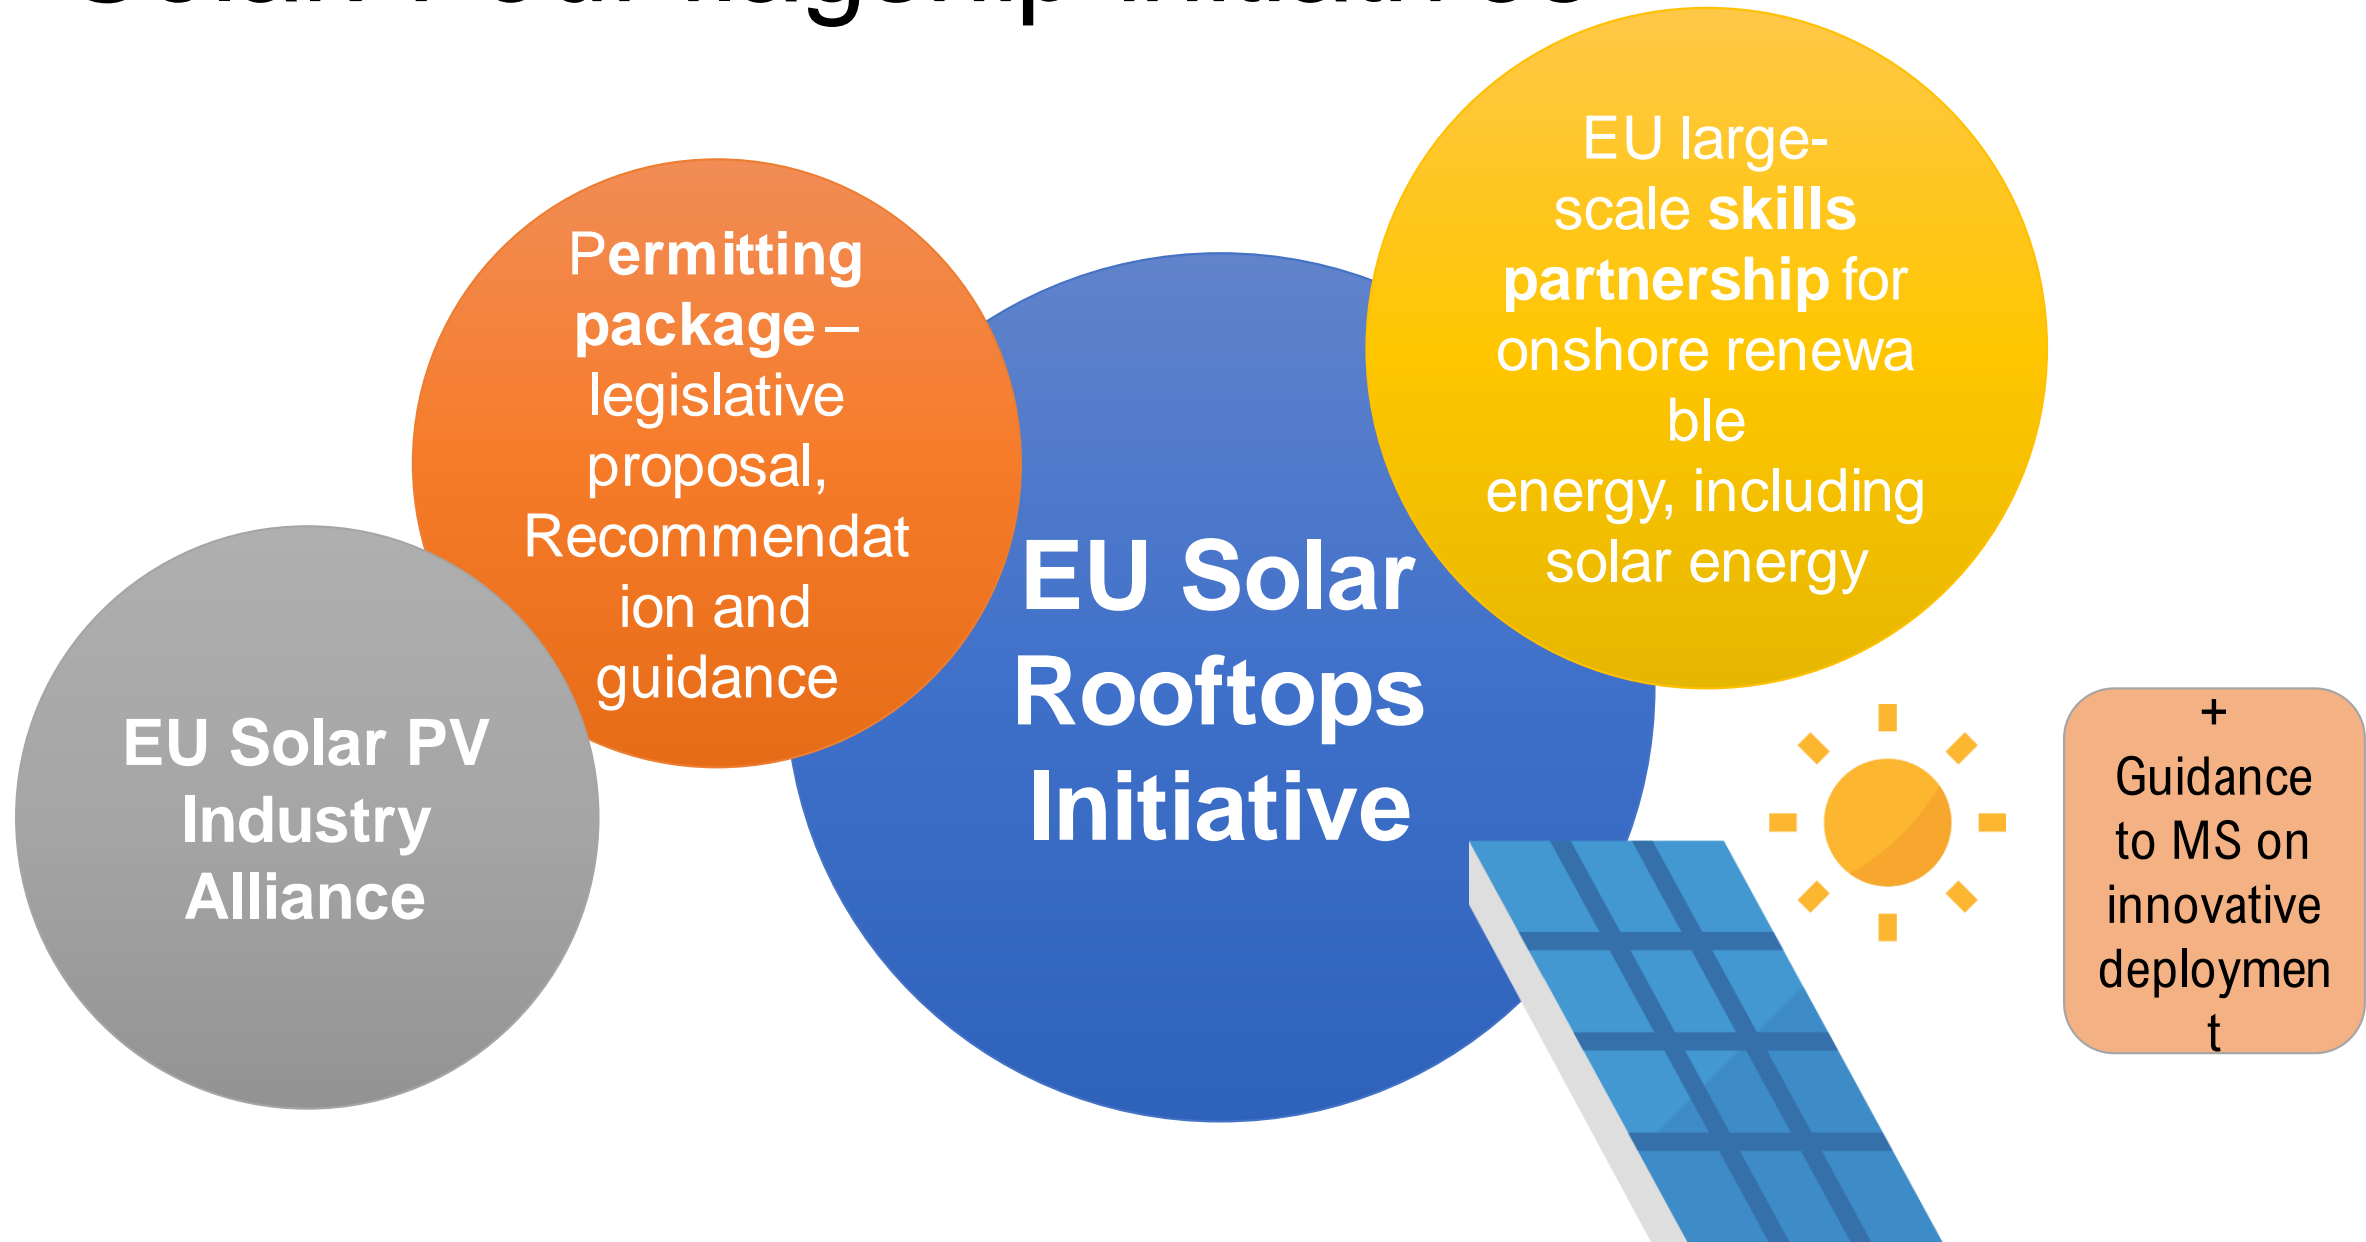 EU Solar PV
Industry
Alliance
Permitting
package –
legislative
proposal,
Recommendat
ion and
guidance
EU Solar
Rooftops
Initiative
EU large-
scale skills
partnership for
onshore renewa
ble
energy, including
solar energy
+
Guidance
to MS on
innovative
deploymen
t